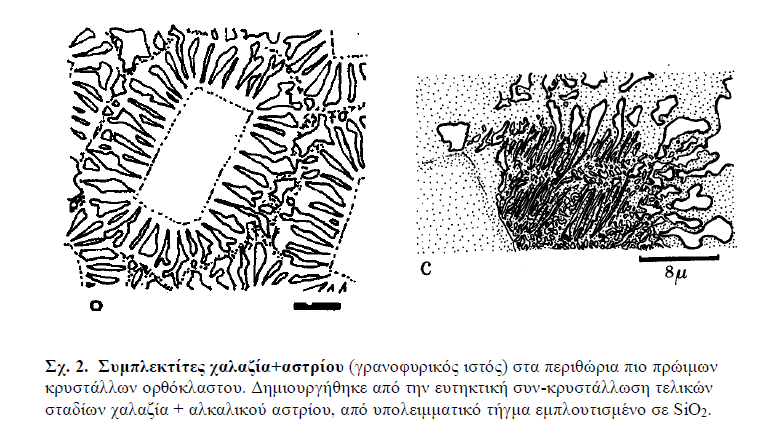 C
8μ
Σχ. 2. Συμπλεκτίτες χαλαζία+αστρίου (γρανοφυρικός ιστός) στα περιθώρια πιο πρώιμων
κρυστάλλων ορθόκλαστου. Δημιουργήθηκε από την ευτηκτική συν-κρυστάλλωση τελικών
σταδίων χαλαζία + αλκαλικού αστρίου, από υπολειμματικό τήγμα εμπλουτισμένο σε SiO₂.